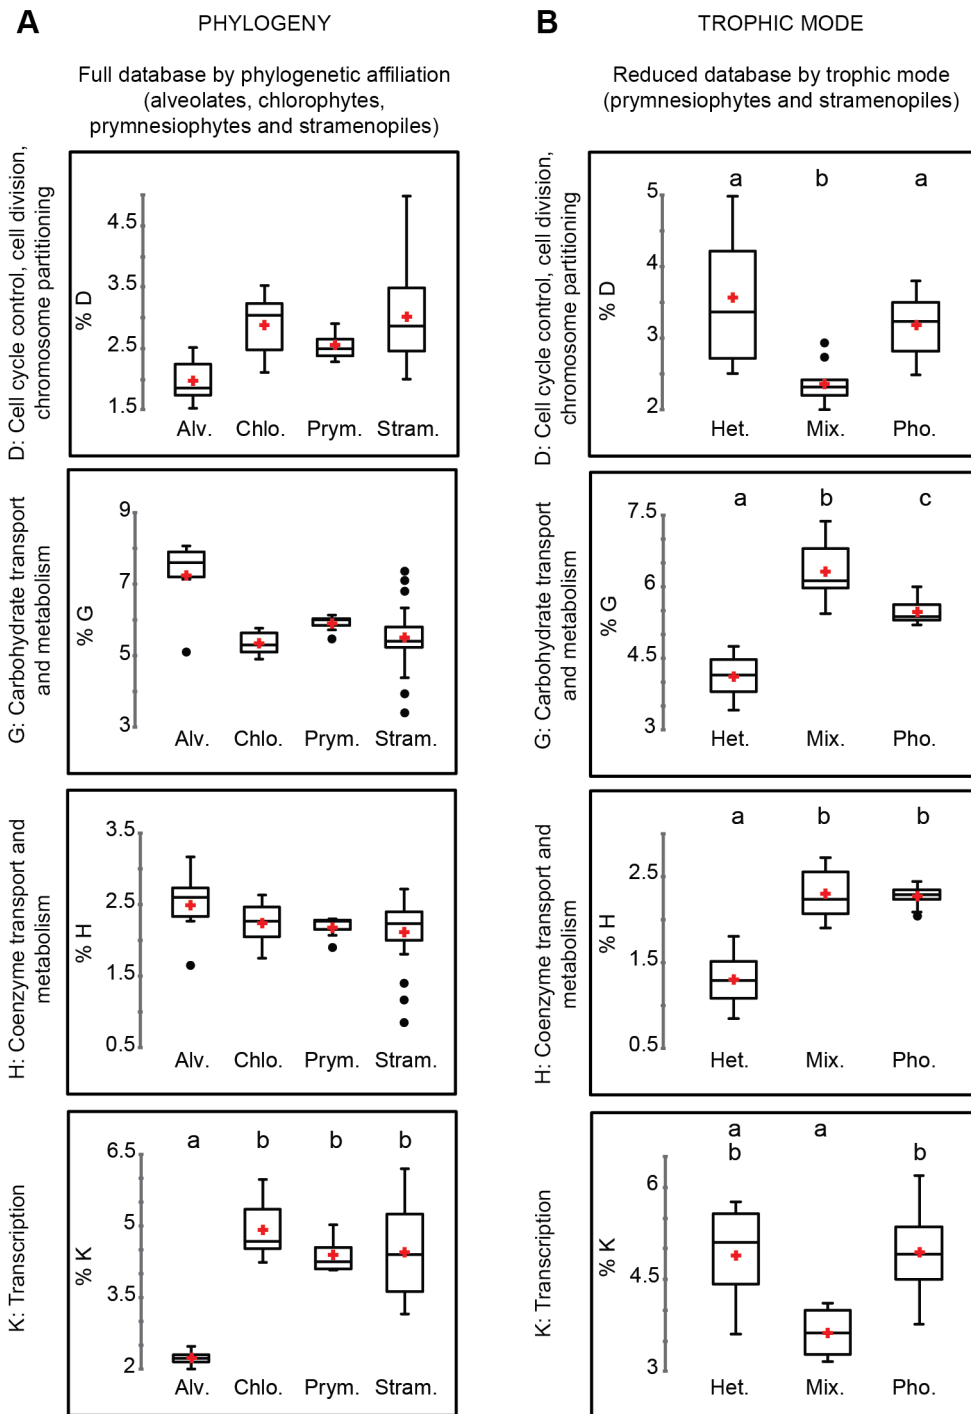 A
PHYLOGENY
Full database by phylogenetic affiliation
(alveolates, chlorophytes,
prymnesiophytes and stramenopiles)
D: Cell cycle control, cell division,
chromosome partitioning
% D
4.5
3.5
2.5
1.5
Alv. Chlo. Prym. Stram.
G: Carbohydrate transport
and metabolism
% G
9
7
5
3
Alv. Chlo. Prym. Stram.
H: Coenzyme transport and
metabolism
% H
3.5
2.5
1.5
0.5
Alv. Chlo. Prym. Stram.
K: Transcription
% K
6.5
5
3.5
2
a b b b
Alv. Chlo. Prym. Stram.
B
TROPHIC MODE
Reduced database by trophic mode
(prymnesiophytes and stramenopiles)
D: Cell cycle control, cell division,
chromosome partitioning
% D
5
4
3
2
a b a
Het. Mix. Pho.
G: Carbohydrate transport
and metabolism
% G
7.5
6
4.5
3
a b c
Het. Mix. Pho.
H: Coenzyme transport and
metabolism
% H
2.5
1.5
0.5
a b b
Het. Mix. Pho.
K: Transcription
% K
6
4.5
3
a a
b b
Het. Mix. Pho.